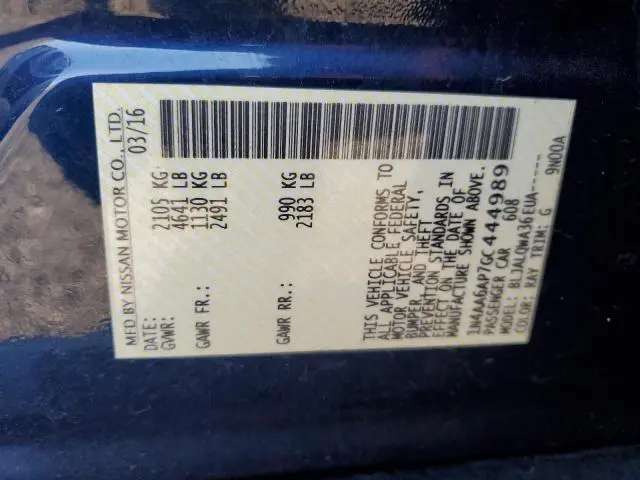 MFD BY NISSAN MOTOR CO., LTD.
DATE: 03/16
GVWR: 2105 KG
4641 LB
GAWR FR: 1130 KG
2491 LB
GAWR RR: 990 KG
2183 LB
THIS VEHICLE CONFORMS TO
ALL APPLICABLE FEDERAL
MOTOR VEHICLE SAFETY,
BUMPER, AND THEFT
PREVENTION STANDARDS IN
EFFECT ON THE DATE OF
MANUFACTURE SHOWN ABOVE.
1N4AA6AP7GC444989
PASSENGER CAR 608
MODEL: BLJALQWA36EUA-----
COLOR: RAY TRIM: G 9N00A